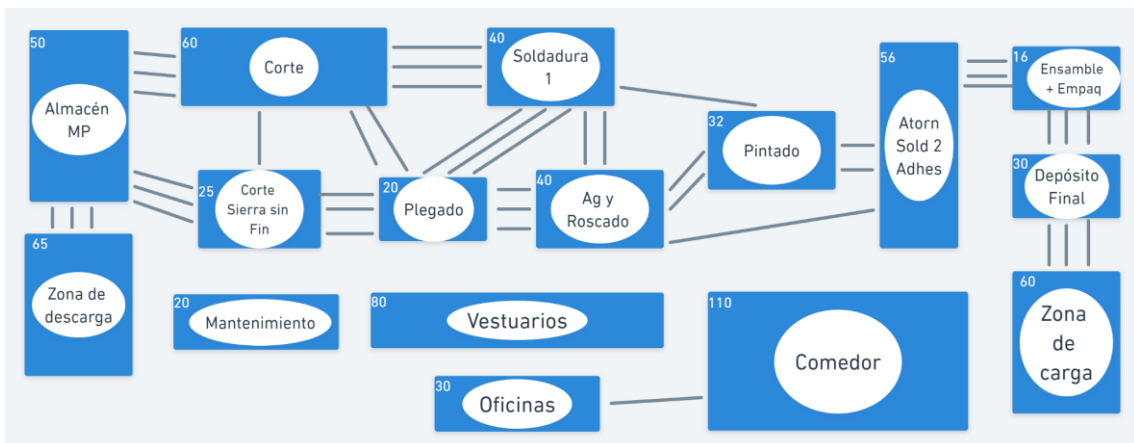 50
Almacén
MP
60
Corte
40
Soldadura
1
56
Atorn
Sold 2
Adhes
16
Ensamble
+ Empaq
32
Pintado
25
Corte
Sierra sin
Fin
20
Plegado
40
Ag y
Roscado
30
Depósito
Final
65
Zona de
descarga
20
Mantenimiento
80
Vestuarios
110
Comedor
60
Zona
de
carga
30
Oficinas